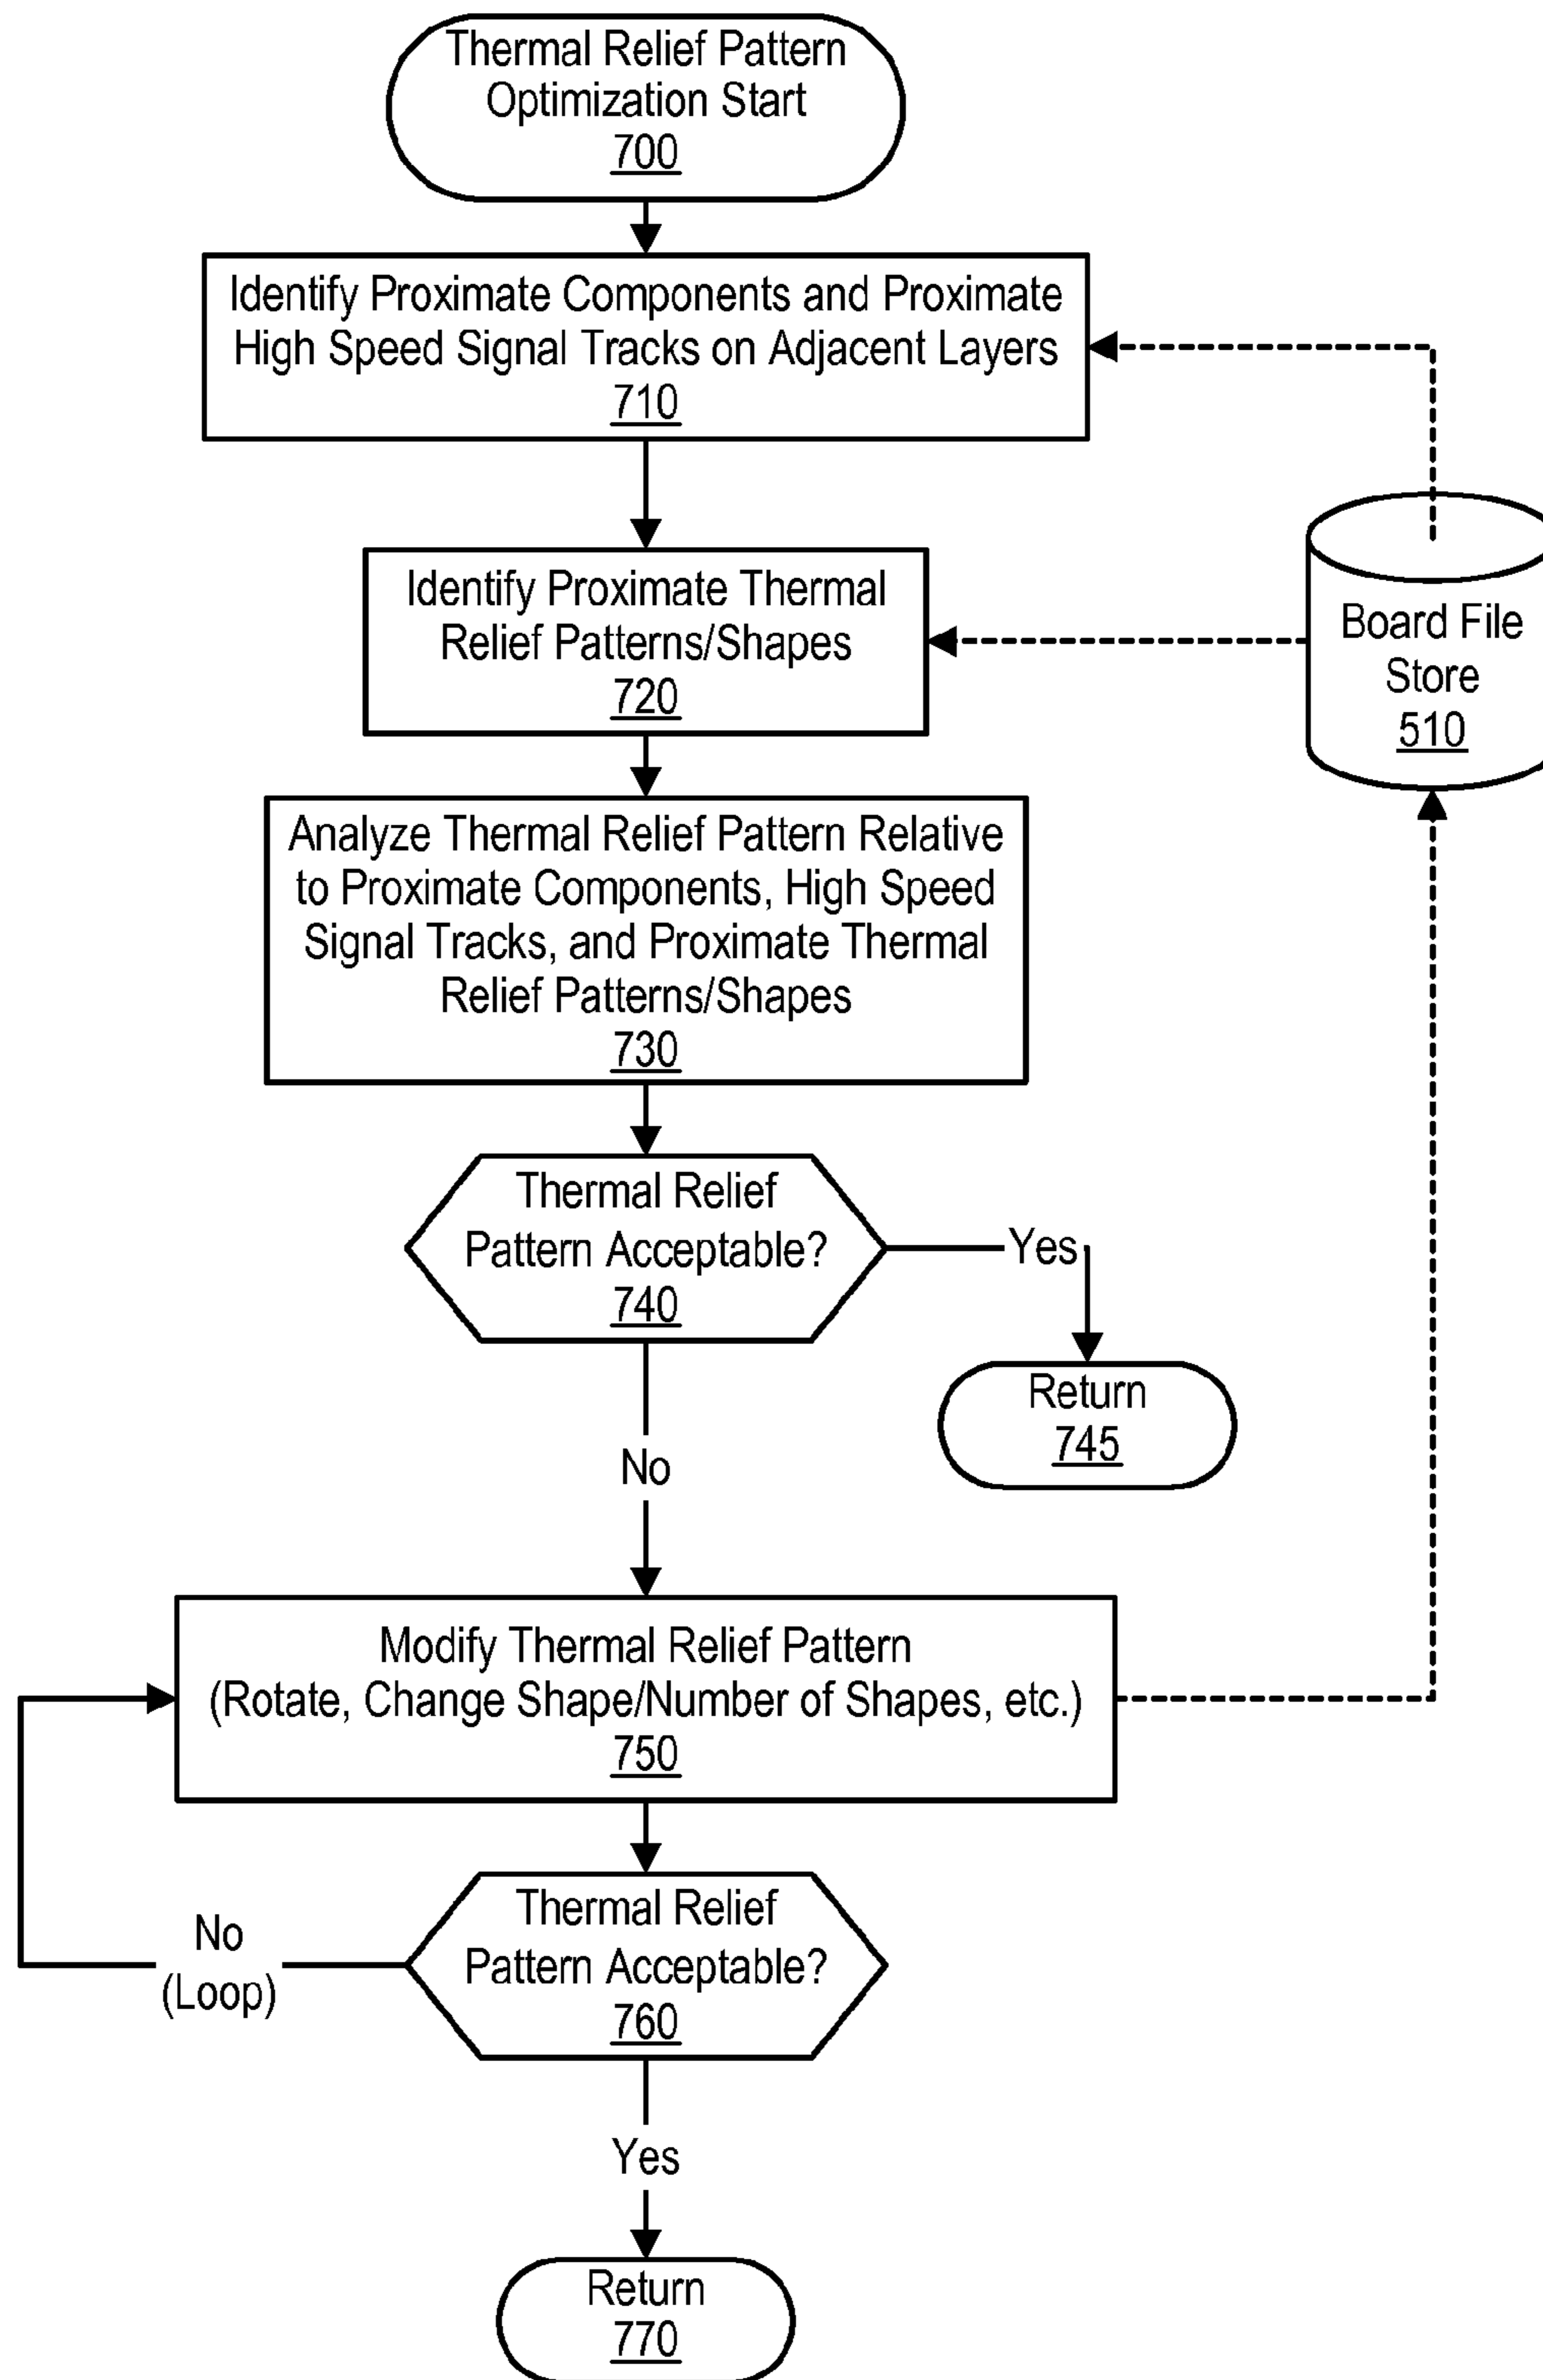 Thermal Relief Pattern
Optimization Start
700
Identify Proximate Components and Proximate
High Speed Signal Tracks on Adjacent Layers
710
Identify Proximate Thermal
Relief Patterns/Shapes
720
Board File
Store
510
Analyze Thermal Relief Pattern Relative
to Proximate Components, High Speed
Signal Tracks, and Proximate Thermal
Relief Patterns/Shapes
730
Thermal Relief
Pattern Acceptable?
740
Yes
Return
745
No
Modify Thermal Relief Pattern
(Rotate, Change Shape/Number of Shapes, etc.)
750
Thermal Relief
Pattern Acceptable?
760
No
(Loop)
Yes
Return
770